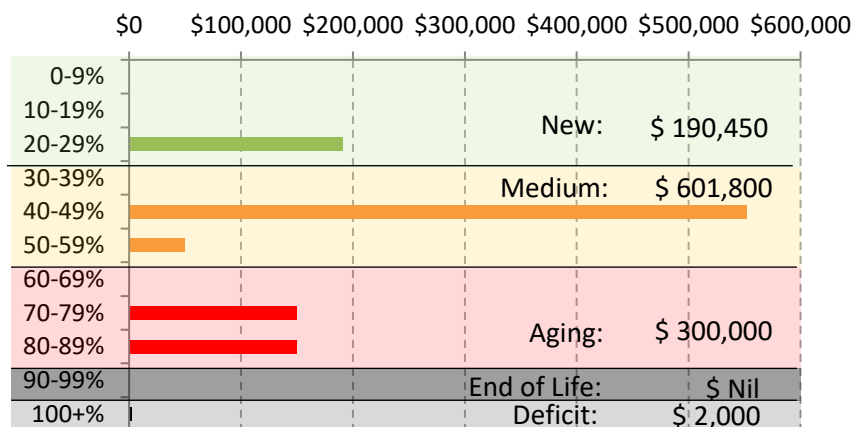 $0 $100,000 $200,000 $300,000 $400,000 $500,000 $600,000
0-9%
10-19%
20-29% New: $ 190,450
30-39% Medium: $ 601,800
40-49%
50-59%
60-69%
70-79%
80-89% Aging: $ 300,000
90-99% End of Life: $ Nil
100+% Deficit: $ 2,000